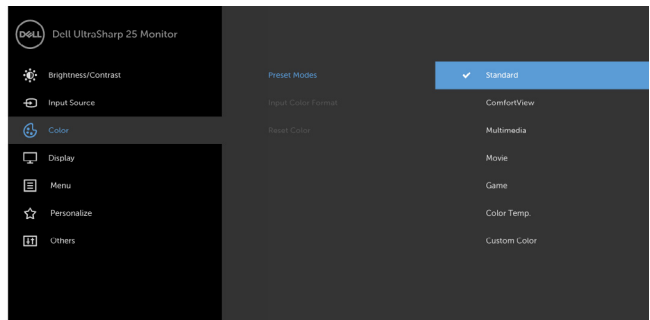 DELL Dell UltraSharp 25 Monitor
Brightness/Contrast Preset Modes Standard
Input Source Input Color Format ComfortView
Color Reset Color Multimedia
Display Movie
Menu Game
Personalize Color Temp.
Others Custom Color